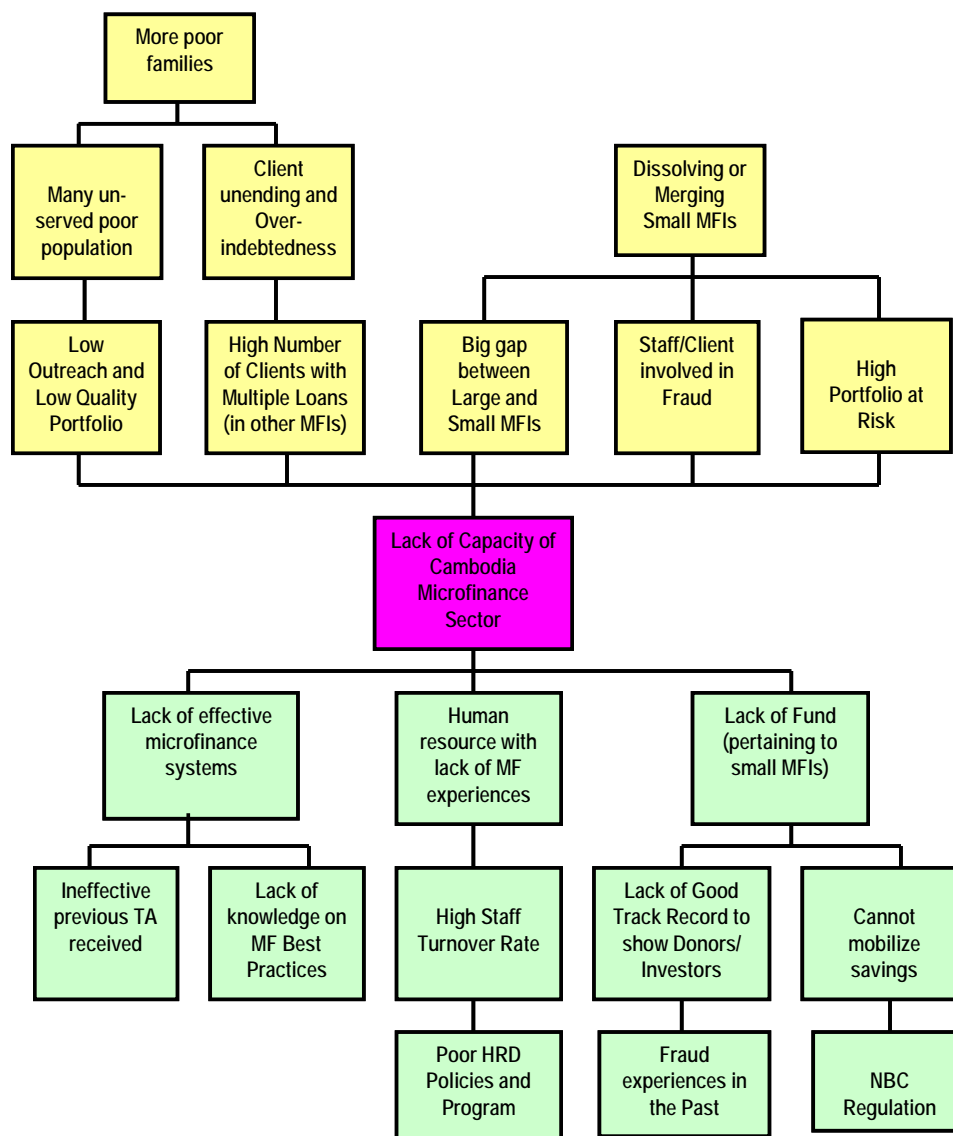 More poor
families
Many un-
served poor
population
Client
unending and
Over-
indebtedness
Dissolving or
Merging
Small MFIs
Low
Outreach and
Low Quality
Portfolio
High Number
of Clients with
Multiple Loans
(in other MFIs)
Big gap
between
Large and
Small MFIs
Staff/Client
involved in
Fraud
High
Portfolio at
Risk
Lack of Capacity of
Cambodia
Microfinance
Sector
Lack of effective
microfinance
systems
Human
resource with
lack of MF
experiences
Lack of Fund
(pertaining to
small MFIs)
Ineffective
previous TA
received
Lack of
knowledge on
MF Best
Practices
High Staff
Turnover Rate
Lack of Good
Track Record to
show Donors/
Investors
Cannot
mobilize
savings
Poor HRD
Policies and
Program
Fraud
experiences in
the Past
NBC
Regulation